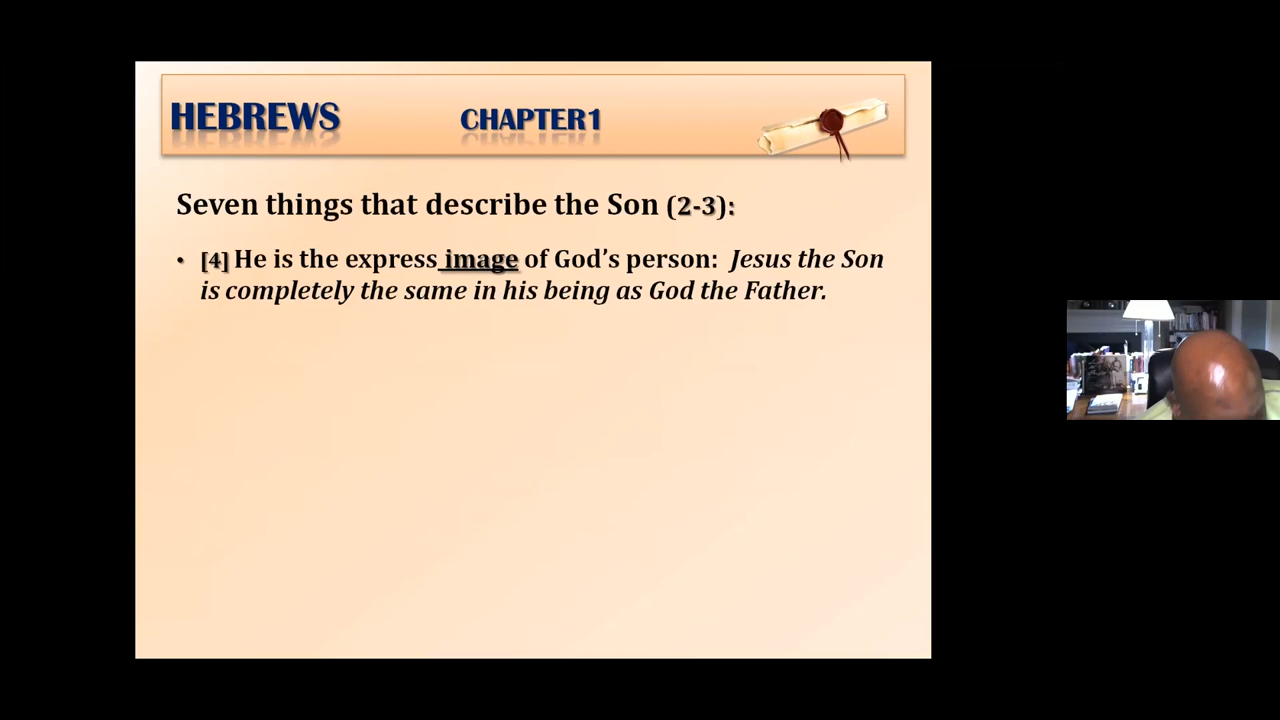 HEBREWS CHAPTER1
Seven things that describe the Son (2-3):
• [4] He is the express image of God’s person: Jesus the Son
is completely the same in his being as God the Father.